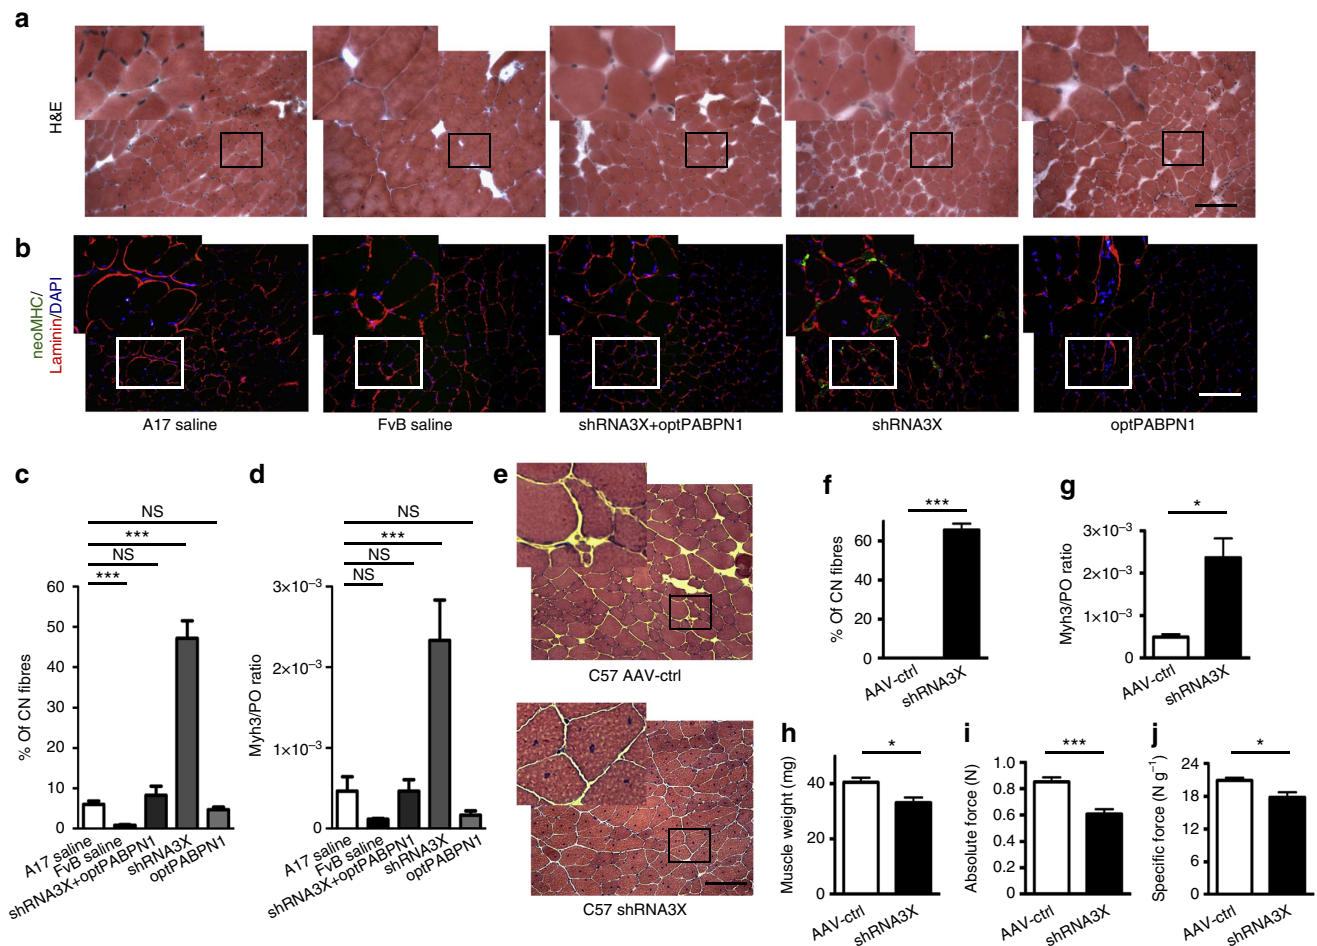 a
H&E
b
neoMHC/
Laminin/DAPI
A17 saline
FvB saline
shRNA3X+optPABPN1
shRNA3X
optPABPN1
c
NS
***
NS
***
% Of CN fibres
60
50
40
30
20
10
0
A17 saline
FvB saline
shRNA3X+optPABPN1
shRNA3X
optPABPN1
d
NS
***
NS
NS
Myh3/PO ratio
3×10⁻³
2×10⁻³
1×10⁻³
0
A17 saline
FvB saline
shRNA3X+optPABPN1
shRNA3X
optPABPN1
e
C57 AAV-ctrl
C57 shRNA3X
f
***
% Of CN fibres
60
40
20
0
AAV-ctrl
shRNA3X
g
*
Myh3/PO ratio
3×10⁻³
2×10⁻³
1×10⁻³
0
AAV-ctrl
shRNA3X
h
*
Muscle weight (mg)
40
20
0
AAV-ctrl
shRNA3X
i
***
Absolute force (N)
1.0
0.8
0.6
0.4
0.2
0
AAV-ctrl
shRNA3X
j
*
Specific force (N g⁻¹)
24
18
12
6
0
AAV-ctrl
shRNA3X